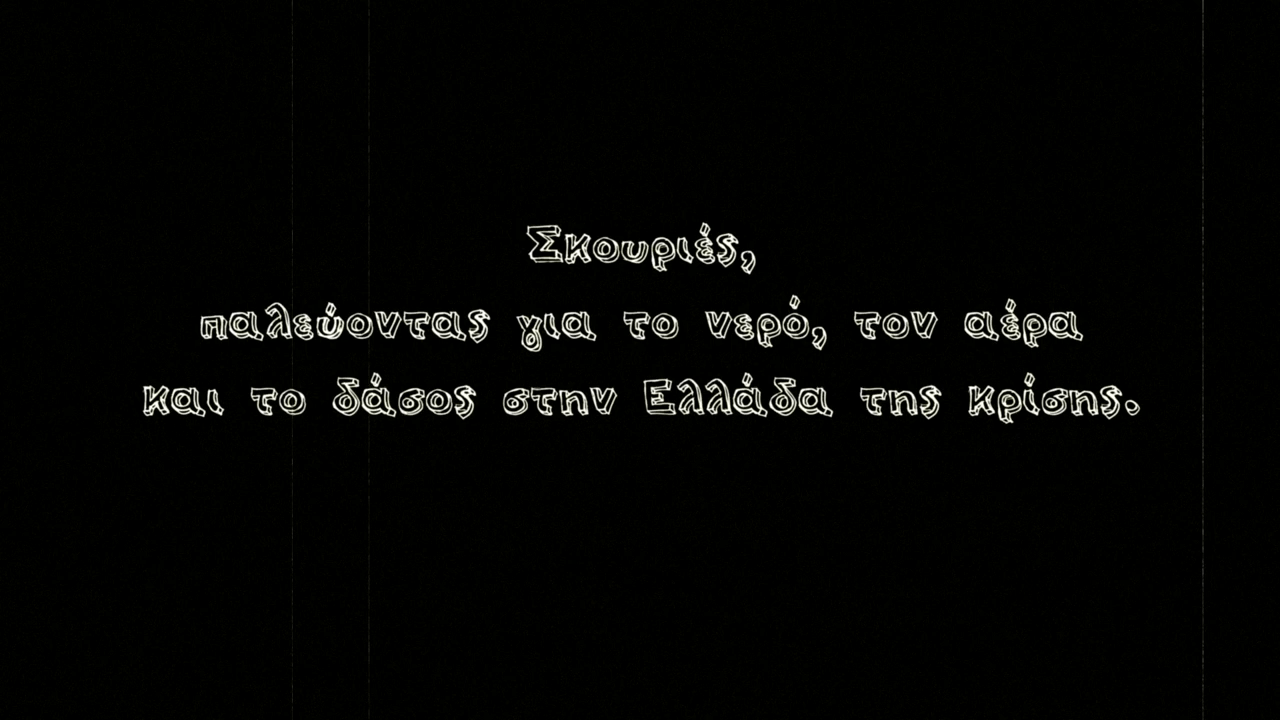 Σκουριές,
παλεύοντας για το νερό, τον αέρα
και το δάσος στην Ελλάδα της κρίσης.